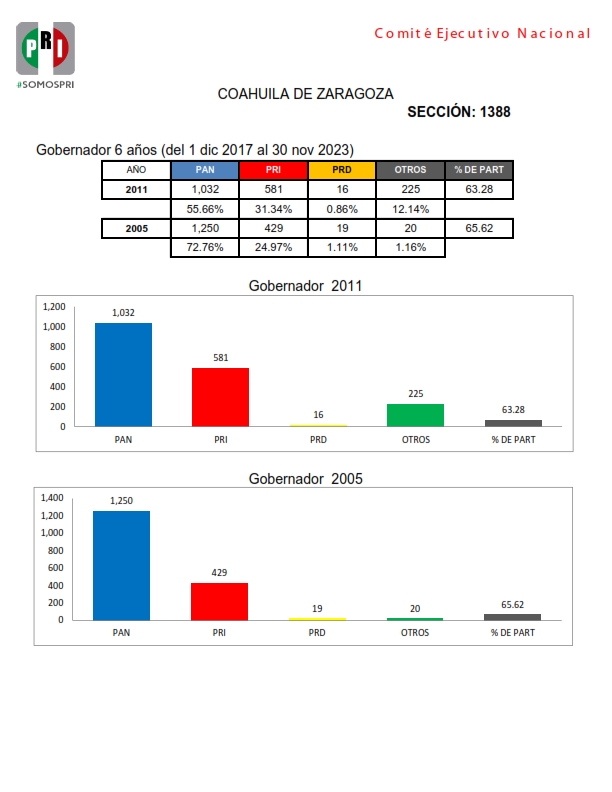 Comité Ejecutivo Nacional
PRI
#SOMOSPRI
COAHUILA DE ZARAGOZA
SECCIÓN: 1388
Gobernador 6 años (del 1 dic 2017 al 30 nov 2023)
AÑO PAN PRI PRD OTROS % DE PART
2011 1,032 581 16 225 63.28
55.66% 31.34% 0.86% 12.14%
2005 1,250 429 19 20 65.62
72.76% 24.97% 1.11% 1.16%
Gobernador 2011
1,200
1,000
800
600
400
200
0
1,032
581
16
225
63.28
PAN PRI PRD OTROS % DE PART
Gobernador 2005
1,400
1,200
1,000
800
600
400
200
0
1,250
429
19
20
65.62
PAN PRI PRD OTROS % DE PART